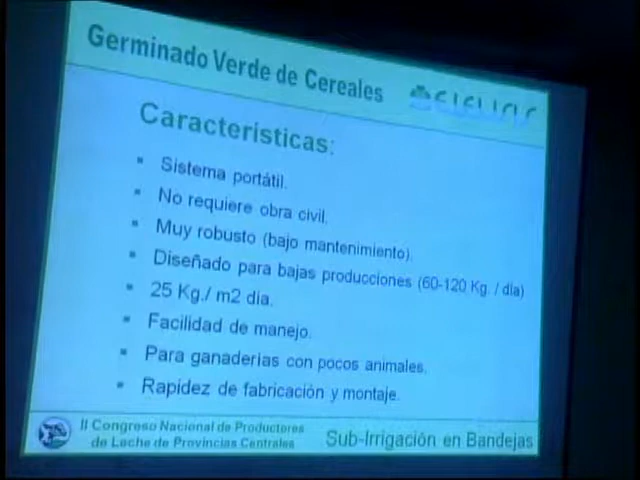 Germinado Verde de Cereales
Características:
▪ Sistema portátil.
▪ No requiere obra civil.
▪ Muy robusto (bajo mantenimiento).
▪ Diseñado para bajas producciones (60-120 Kg. / día)
▪ 25 Kg./ m2 dia.
▪ Facilidad de manejo.
▪ Para ganaderias con pocos animales.
▪ Rapidez de fabricación y montaje.
II Congreso Nacional de Productores
de Leche de Provincias Centrales
Sub-Irrigación en Bandejas